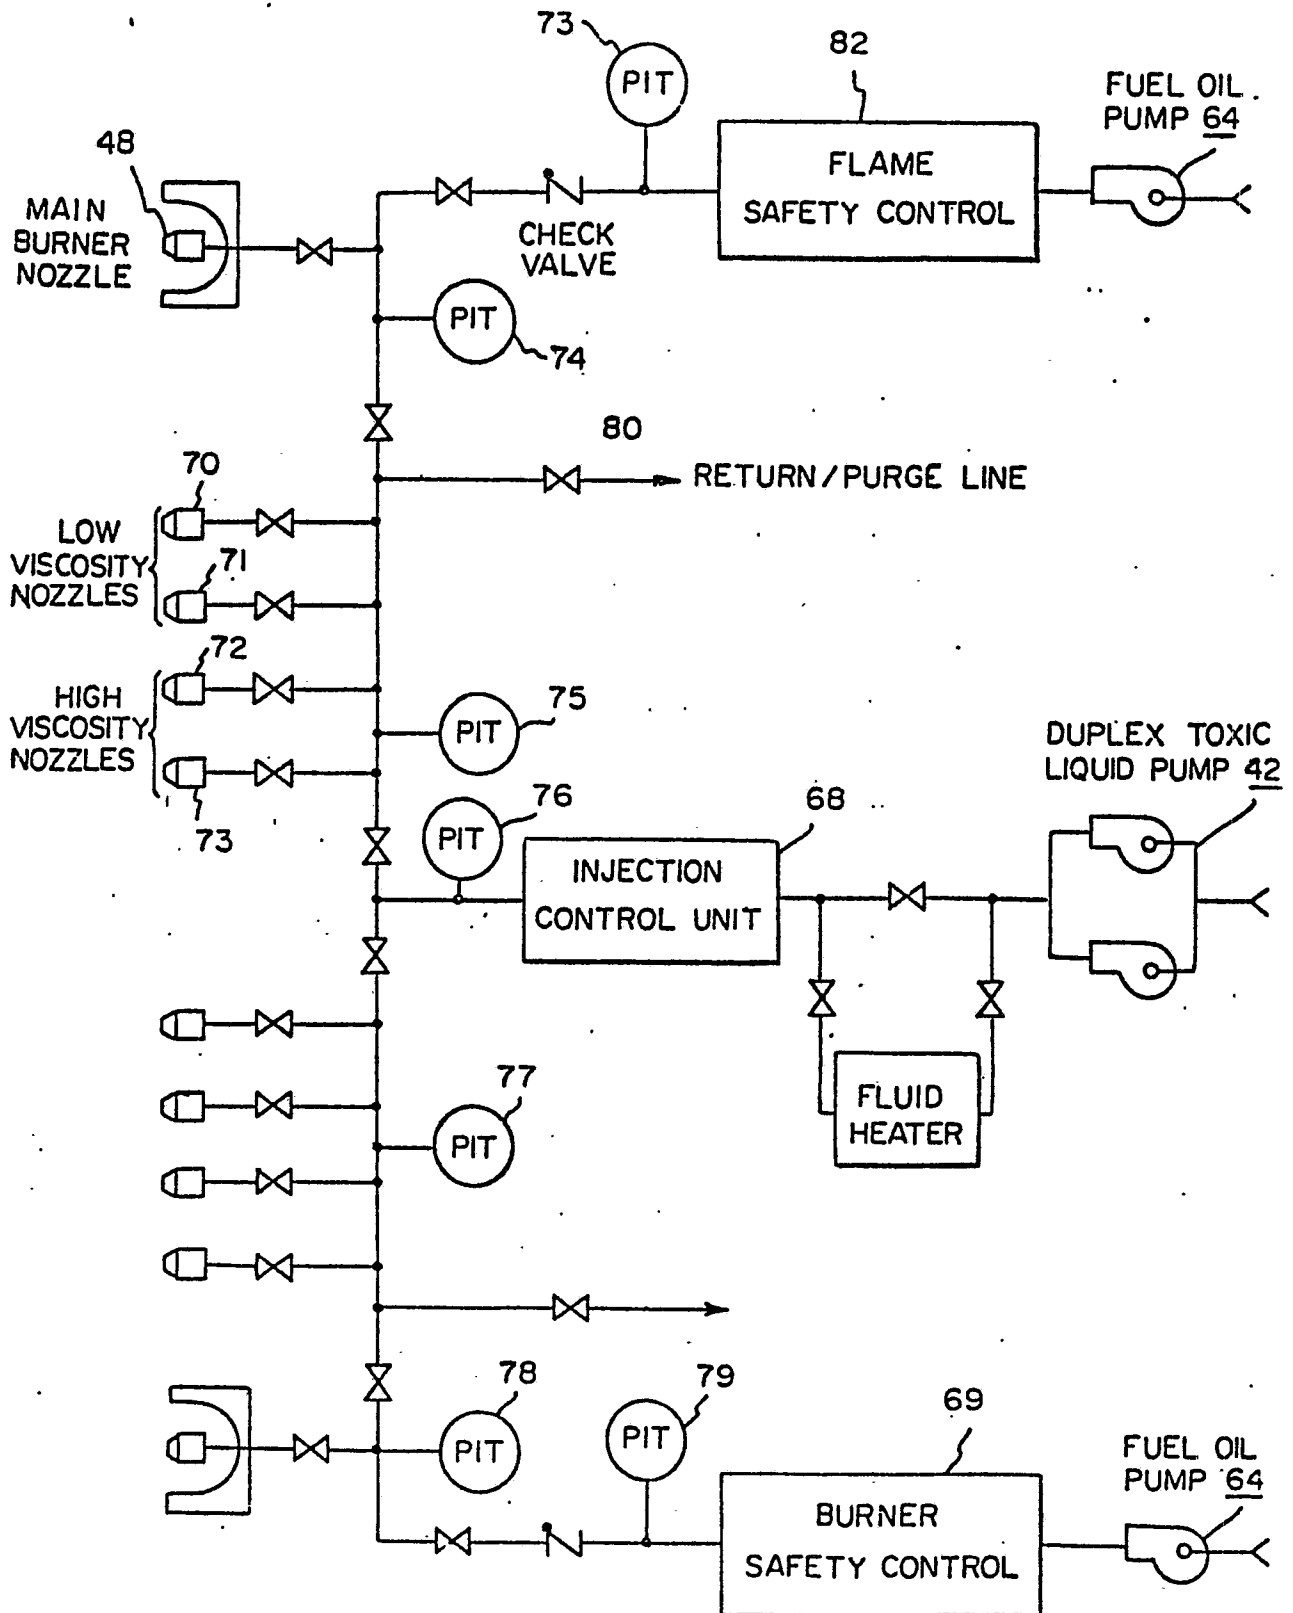 73
PIT
82
FLAME
SAFETY CONTROL
FUEL OIL
PUMP 64
48
MAIN
BURNER
NOZZLE
CHECK
VALVE
PIT
74
80
RETURN/PURGE LINE
70
LOW
VISCOSITY
NOZZLES
71
72
HIGH
VISCOSITY
NOZZLES
73
PIT
75
76
PIT
68
INJECTION
CONTROL UNIT
DUPLEX TOXIC
LIQUID PUMP 42
FLUID
HEATER
77
PIT
78
PIT
79
PIT
69
BURNER
SAFETY CONTROL
FUEL OIL
PUMP 64